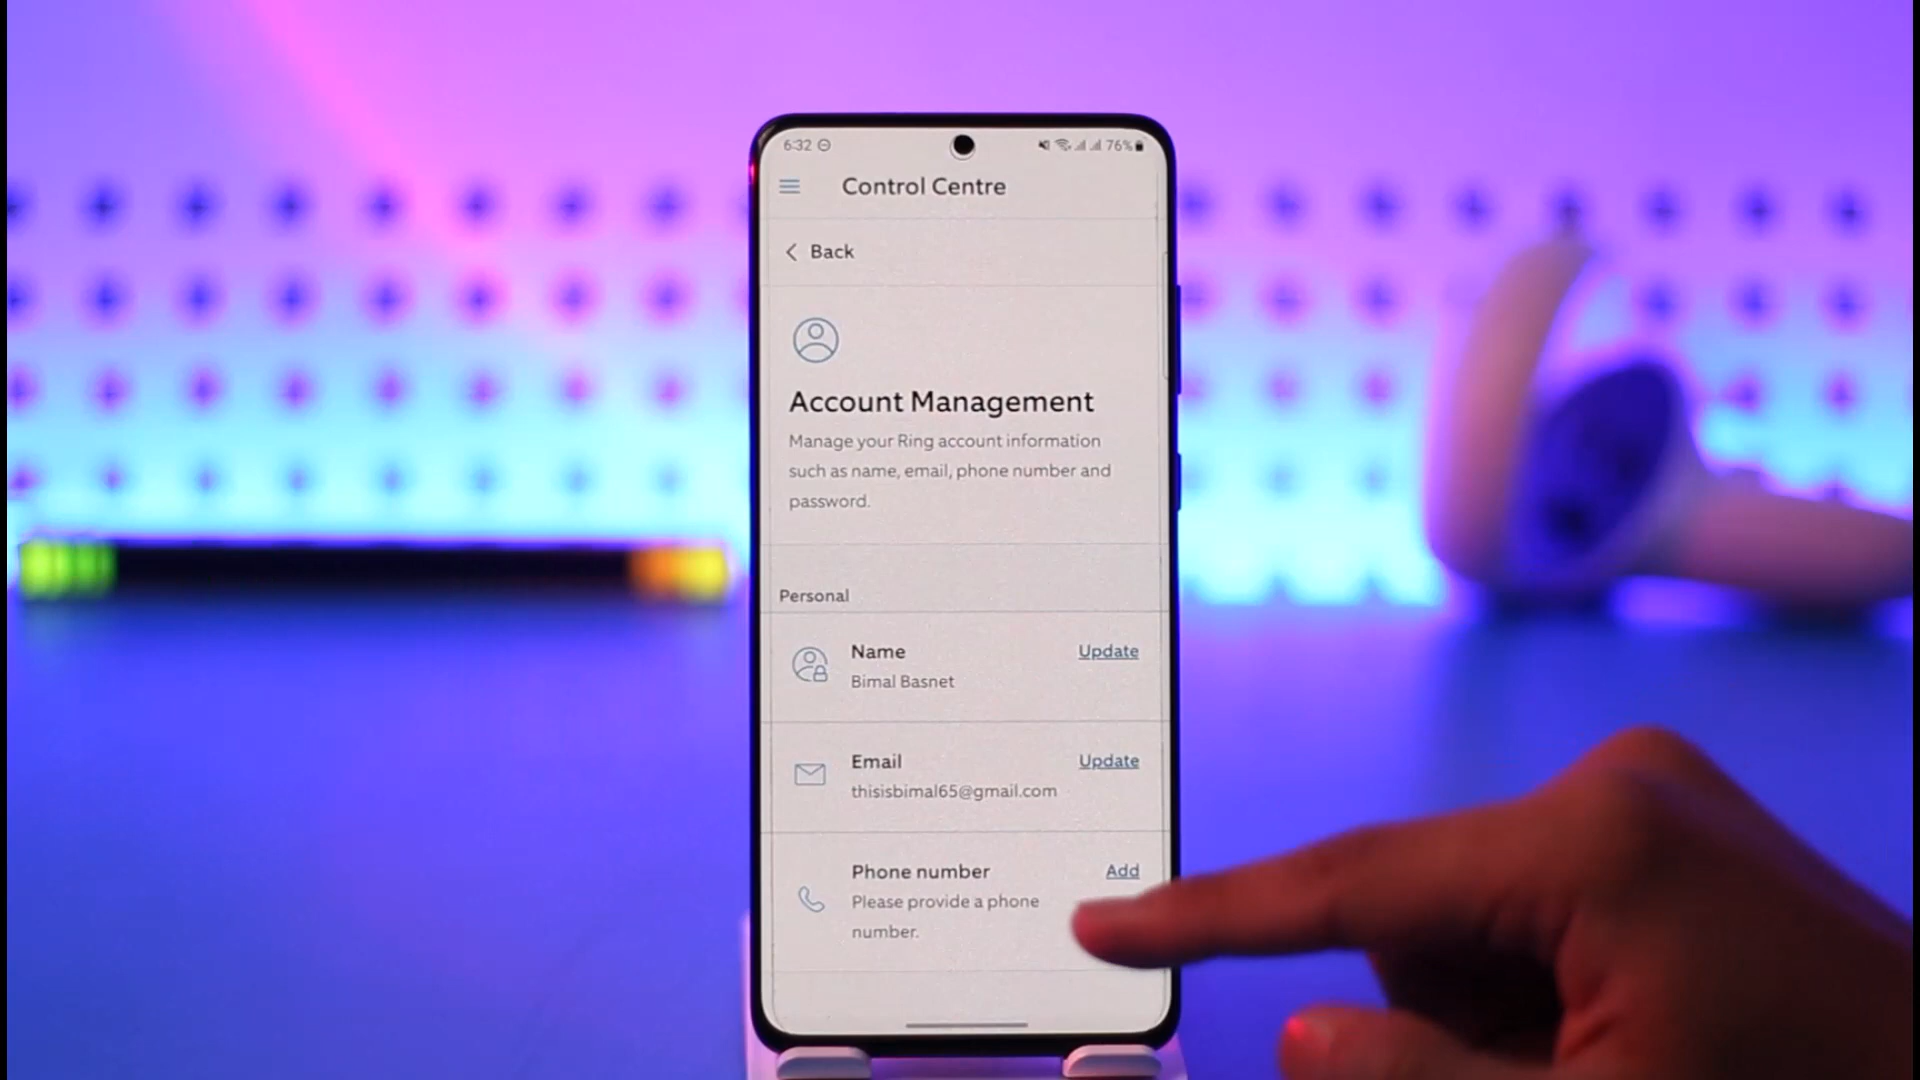 6:32
76%
Control Centre
Back
Account Management
Manage your Ring account information
such as name, email, phone number and
password.
Personal
Name
Update
Bimal Basnet
Email
Update
thisisbimal65@gmail.com
Phone number
Add
Please provide a phone
number.